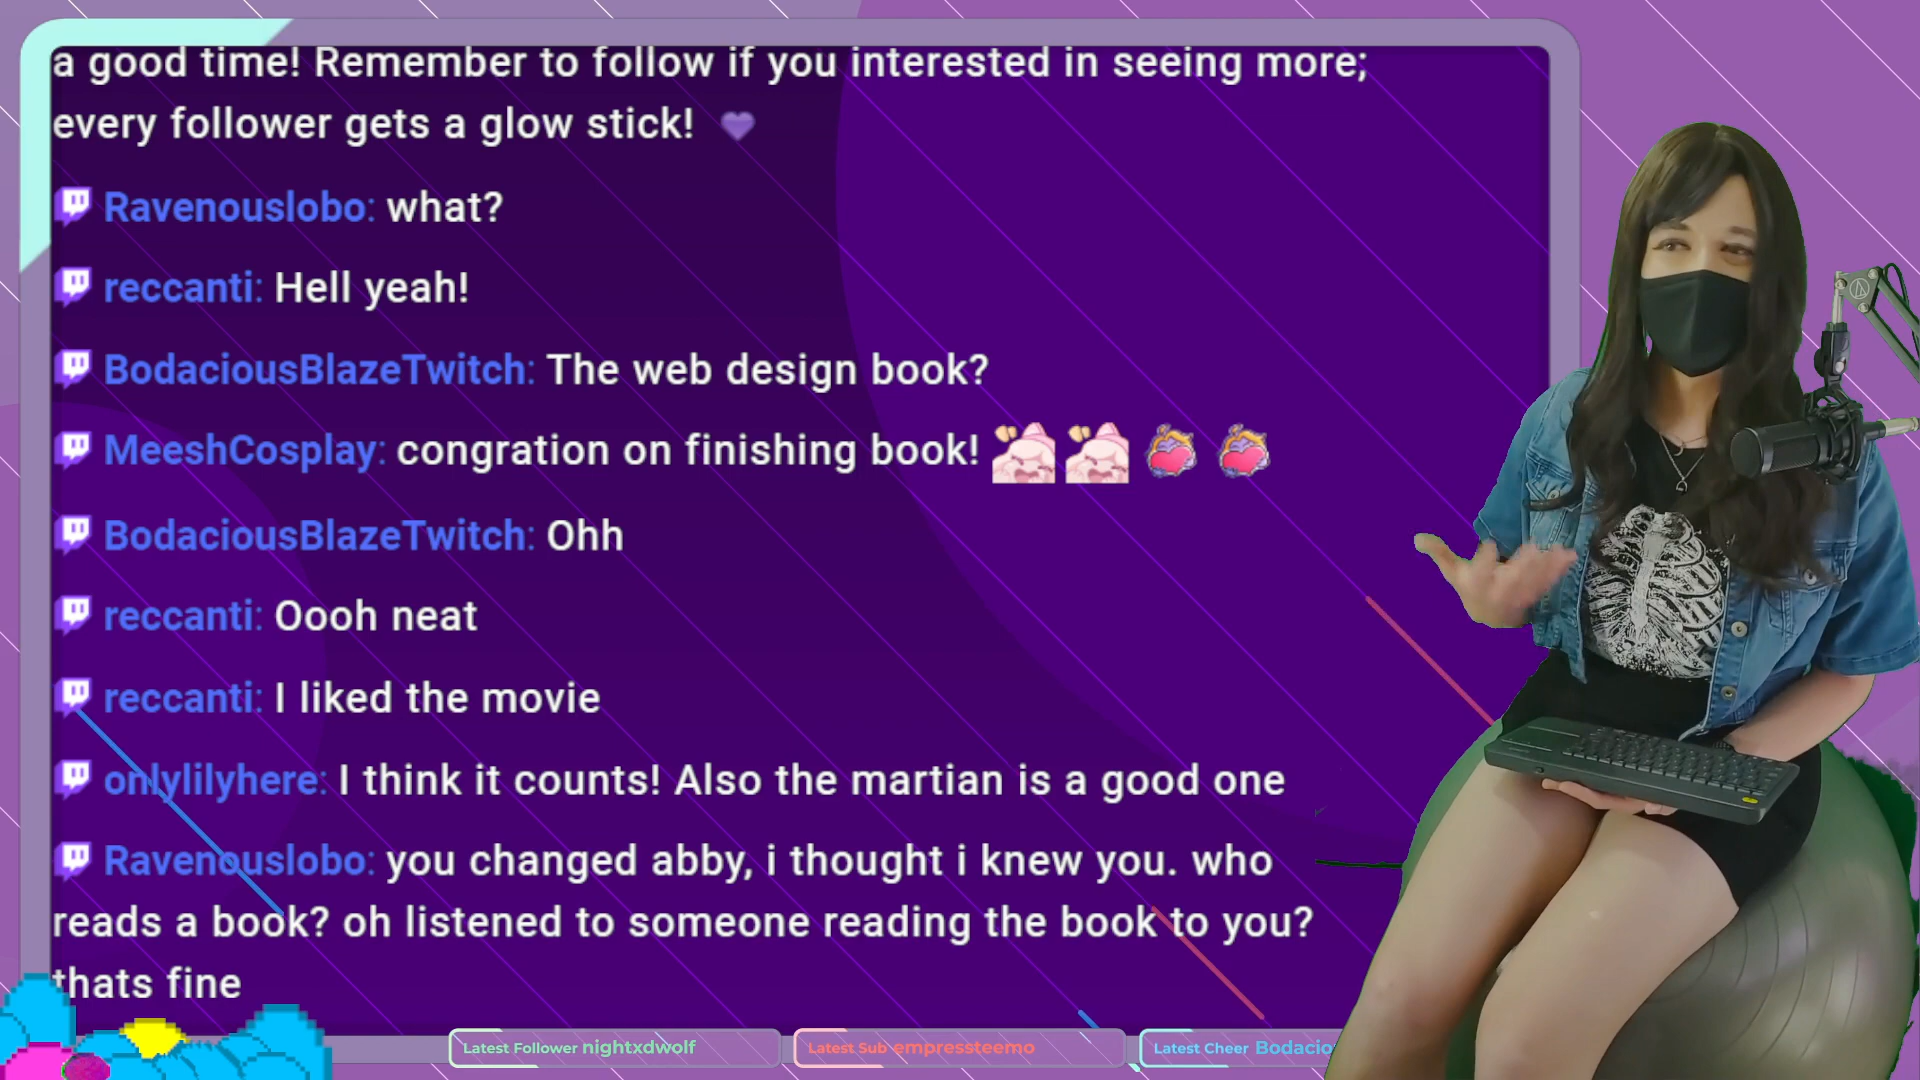 a good time! Remember to follow if you interested in seeing more;
every follower gets a glow stick!
Ravenouslobo: what?
reccanti: Hell yeah!
BodaciousBlazeTwitch: The web design book?
MeeshCosplay: congration on finishing book!
BodaciousBlazeTwitch: Ohh
reccanti: Oooh neat
reccanti: I liked the movie
onlylilyhere: I think it counts! Also the martian is a good one
Ravenouslobo: you changed abby, i thought i knew you. who
reads a book? oh listened to someone reading the book to you?
thats fine
Latest Follower nightxdwolf
Latest Sub empressteemo
Latest Cheer Bodacio